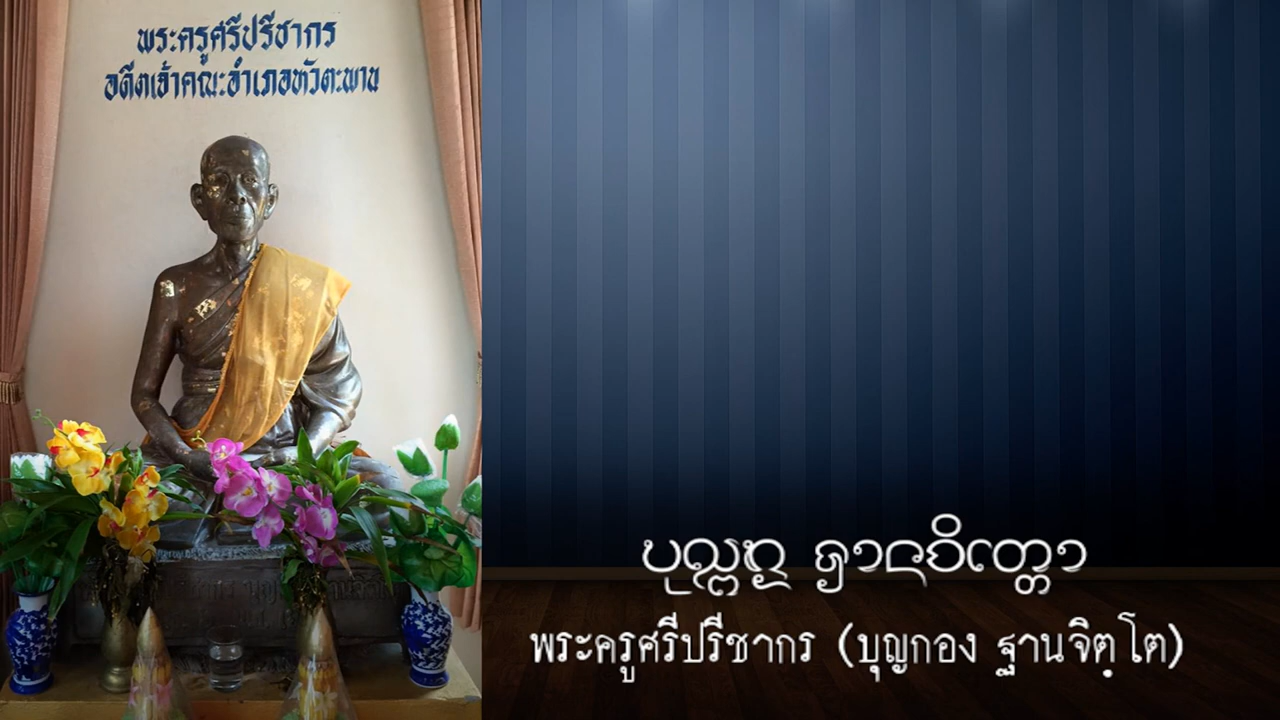 พระครูศรีปรีชากร
อดีตเจ้าคณะอำเภอหัวตะพาน
พระครูศรีปรีชากร (บุญกอง ฐานจิตฺโต)